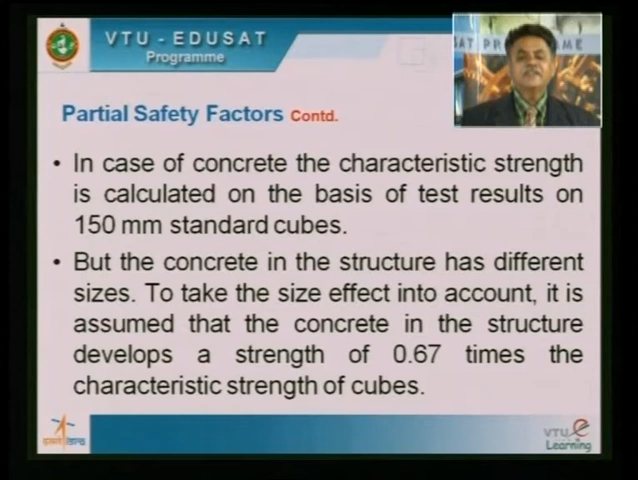 VTU - EDUSAT
Programme
SAT PR ME
Partial Safety Factors Contd.
• In case of concrete the characteristic strength
is calculated on the basis of test results on
150 mm standard cubes.
• But the concrete in the structure has different
sizes. To take the size effect into account, it is
assumed that the concrete in the structure
develops a strength of 0.67 times the
characteristic strength of cubes.
VTU e
Learning